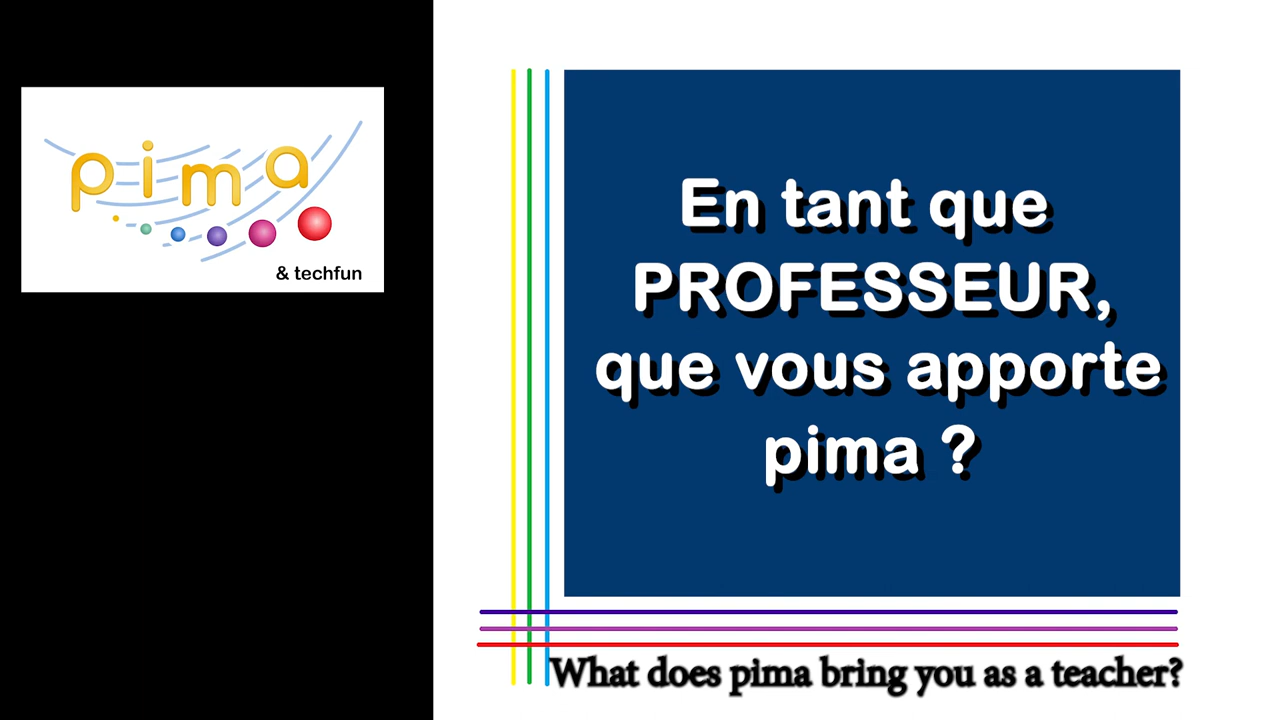 pima
& techfun
En tant que
PROFESSEUR,
que vous apporte
pima ?
What does pima bring you as a teacher?